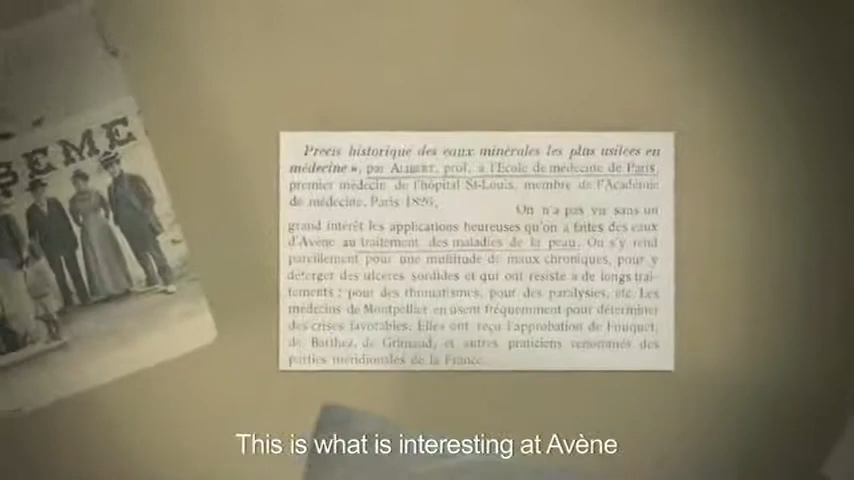 SEME
Précis historique des eaux minérales les plus usitées en
médecine », par ALIBERT, prof. à l'Ecole de médecine de Paris,
premier médecin de l'hôpital St-Louis, membre de l'Académie
de médecine, Paris 1826.
On n'a pas vu sans un
grand intérêt les applications heureuses qu'on a faites des eaux
d'Avène au traitement des maladies de la peau. On s'y rend
pareillement pour une multitude de maux chroniques, pour y
déterger des ulcères sordides et qui ont résisté à de longs trai-
tements ; pour des rhumatismes, pour des paralysies, etc. Les
médecins de Montpellier en usent fréquemment pour déterminer
des crises favorables. Elles ont reçu l'approbation de Fouquet,
de Barthez, de Grimaud, et autres praticiens renommés des
parties méridionales de la France.
This is what is interesting at Avène